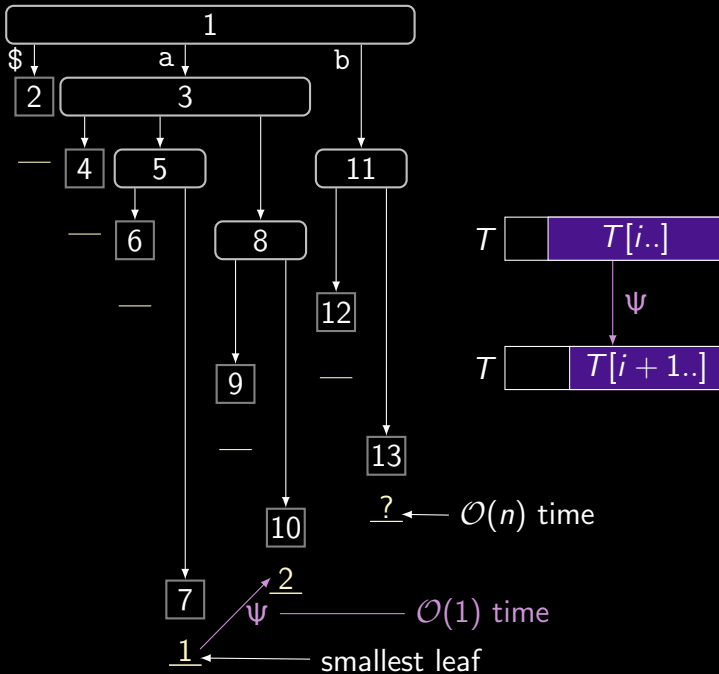 1
$ a b
2 3
4 5 11
6 8
T T[i..]
Ψ
12
T T[i + 1..]
9
13
? O(n) time
10
2
7
Ψ O(1) time
1
smallest leaf